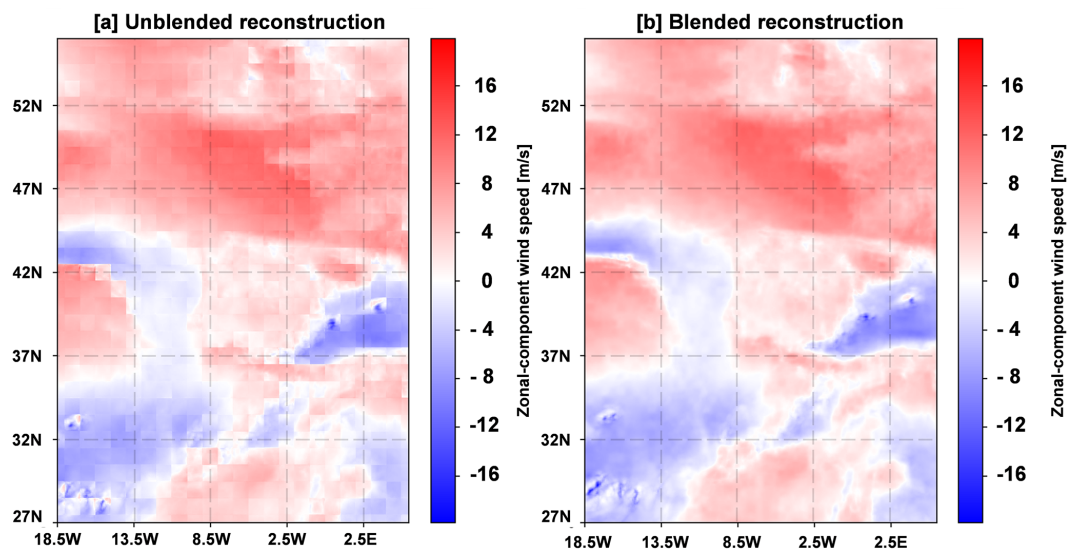 [a] Unblended reconstruction
52N
47N
42N
37N
32N
27N
18.5W 13.5W 8.5W 2.5W 2.5E
16
12
8
4
0
- 4
- 8
-12
-16
Zonal-component wind speed [m/s]
[b] Blended reconstruction
52N
47N
42N
37N
32N
27N
18.5W 13.5W 8.5W 2.5W 2.5E
16
12
8
4
0
- 4
- 8
-12
-16
Zonal-component wind speed [m/s]